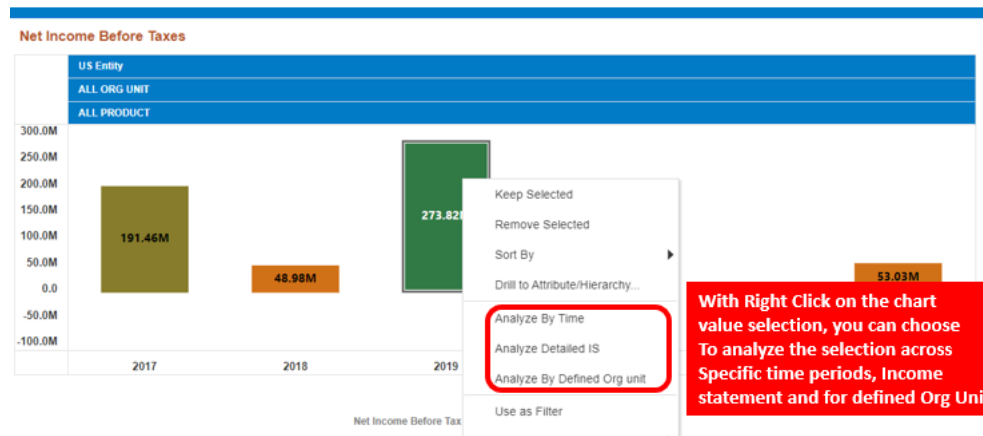 Net Income Before Taxes
US Entity
ALL ORG UNIT
ALL PRODUCT
300.0M
250.0M
200.0M
150.0M
100.0M
50.0M
0.0
-50.0M
-100.0M
191.46M
48.98M
273.82
53.03M
2017
2018
2019
Keep Selected
Remove Selected
Sort By
Drill to Attribute/Hierarchy...
Analyze By Time
Analyze Detailed IS
Analyze By Defined Org unit
Use as Filter
With Right Click on the chart
value selection, you can choose
To analyze the selection across
Specific time periods, Income
statement and for defined Org Uni
Net Income Before Tax